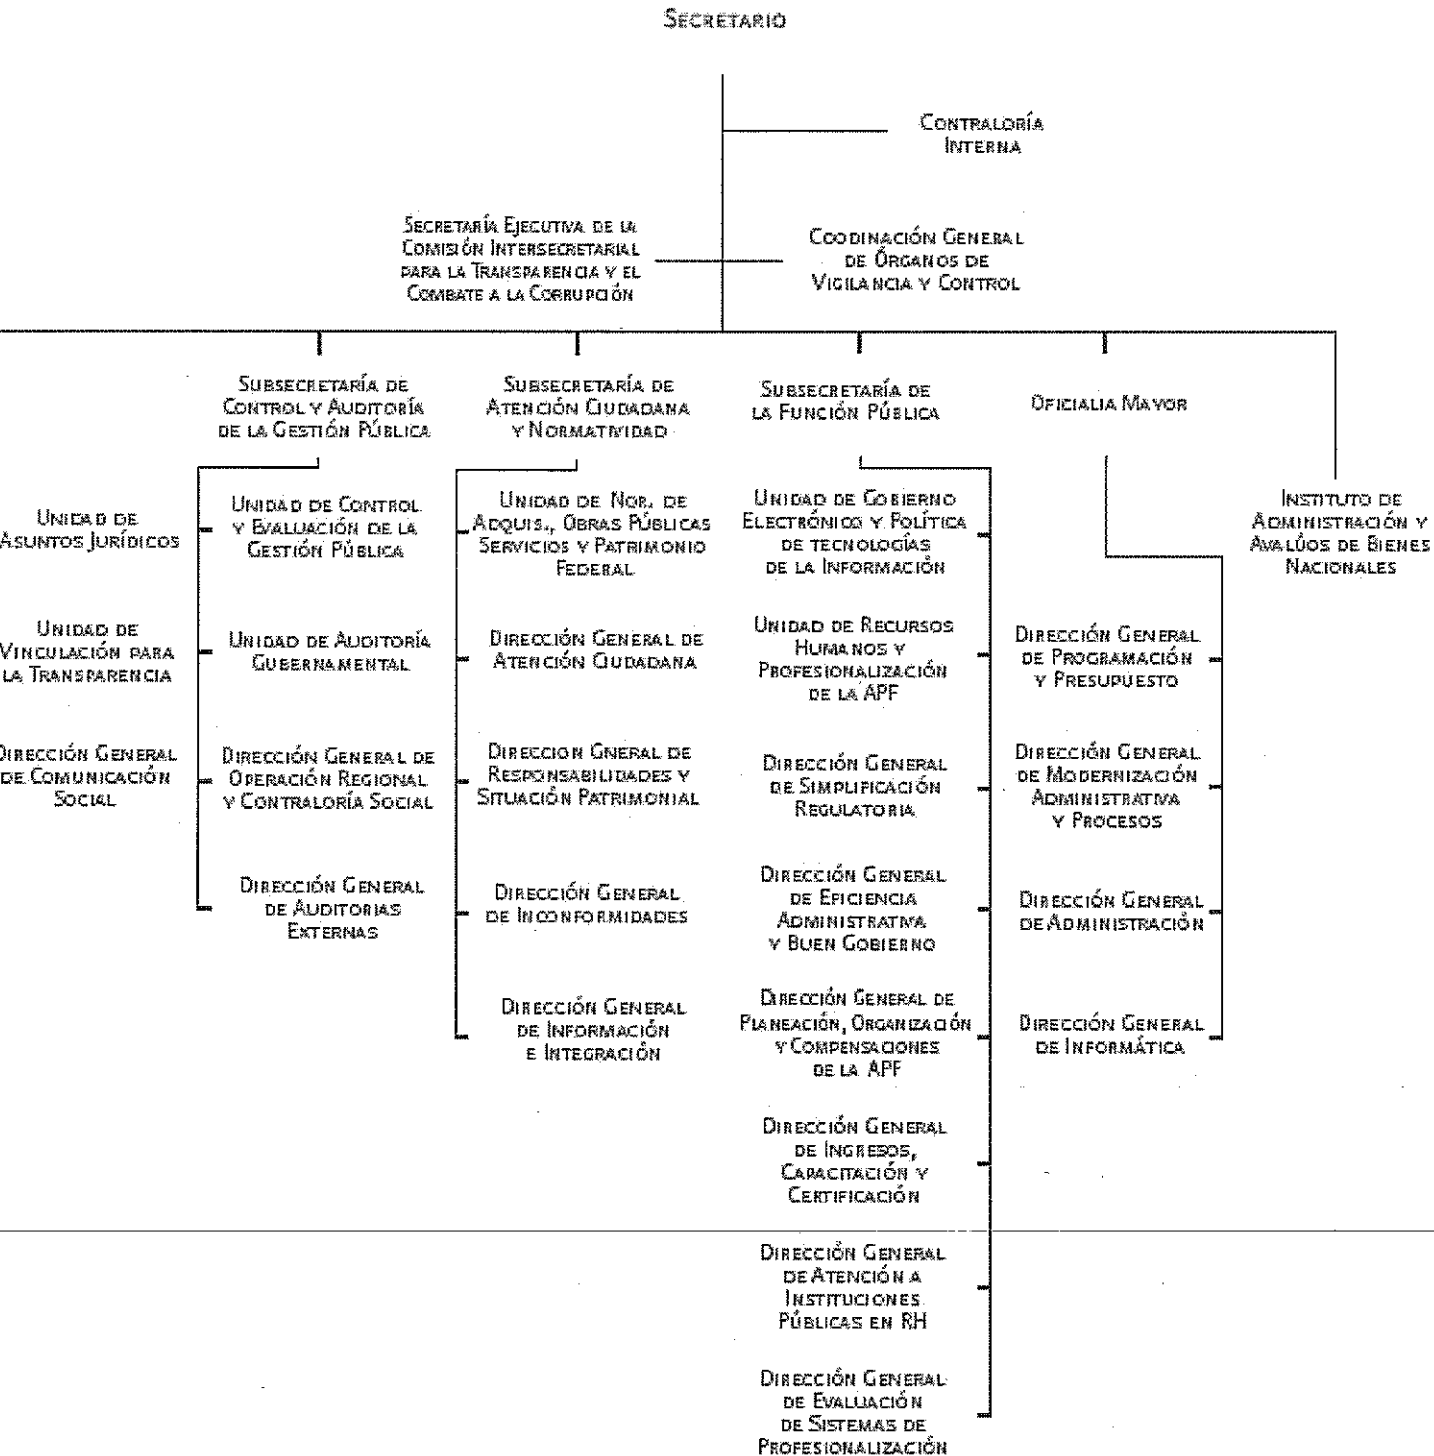 SECRETARIO
CONTRALORÍA
INTERNA
SECRETARÍA EJECUTIVA DE LA
COMISIÓN INTERSECRETARIAL
PARA LA TRANSPARENCIA Y EL
COMBATE A LA CORRUPCIÓN
COODINACIÓN GENERAL
DE ÓRGANOS DE
VIGILANCIA Y CONTROL
SUBSECRETARÍA DE
CONTROL Y AUDITORÍA
DE LA GESTIÓN PÚBLICA
SUBSECRETARÍA DE
ATENCIÓN CIUDADANA
Y NORMATIVIDAD
SUBSECRETARÍA DE
LA FUNCIÓN PÚBLICA
OFICIALIA MAYOR
UNIDAD DE
ASUNTOS JURÍDICOS
UNIDAD DE
VINCULACIÓN PARA
LA TRANSPARENCIA
DIRECCIÓN GENERAL
DE COMUNICACIÓN
SOCIAL
UNIDAD DE CONTROL
Y EVALUACIÓN DE LA
GESTIÓN PÚBLICA
UNIDAD DE AUDITORÍA
GUBERNAMENTAL
DIRECCIÓN GENERAL DE
OPERACIÓN REGIONAL
Y CONTRALORÍA SOCIAL
DIRECCIÓN GENERAL
DE AUDITORIAS
EXTERNAS
UNIDAD DE NOR. DE
ADQUIS., OBRAS PÚBLICAS
SERVICIOS Y PATRIMONIO
FEDERAL
DIRECCIÓN GENERAL DE
ATENCIÓN CIUDADANA
DIRECCION GNERAL DE
RESPONSABILIDADES Y
SITUACIÓN PATRIMONIAL
DIRECCIÓN GENERAL
DE INCONFORMIDADES
DIRECCIÓN GENERAL
DE INFORMACIÓN
E INTEGRACIÓN
UNIDAD DE GOBIERNO
ELECTRÓNICO Y POLÍTICA
DE TECNOLOGÍAS
DE LA INFORMACIÓN
UNIDAD DE RECURSOS
HUMANOS Y
PROFESIONALIZACIÓN
DE LA APF
DIRECCIÓN GENERAL
DE SIMPLIFICACIÓN
REGULATORIA
DIRECCIÓN GENERAL
DE EFICIENCIA
ADMINISTRATIVA
Y BUEN GOBIERNO
DIRECCIÓN GENERAL DE
PLANEACIÓN, ORGANIZACIÓN
Y COMPENSACIONES
DE LA APF
DIRECCIÓN GENERAL
DE INGRESOS,
CAPACITACIÓN Y
CERTIFICACIÓN
DIRECCIÓN GENERAL
DE ATENCIÓN A
INSTITUCIONES
PÚBLICAS EN RH
DIRECCIÓN GENERAL
DE EVALUACIÓN
DE SISTEMAS DE
PROFESIONALIZACIÓN
DIRECCIÓN GENERAL
DE PROGRAMACIÓN
Y PRESUPUESTO
DIRECCIÓN GENERAL
DE MODERNIZACIÓN
ADMINISTRATIVA
Y PROCESOS
DIRECCIÓN GENERAL
DE ADMINISTRACIÓN
DIRECCIÓN GENERAL
DE INFORMÁTICA
INSTITUTO DE
ADMINISTRACIÓN Y
AVALÚOS DE BIENES
NACIONALES